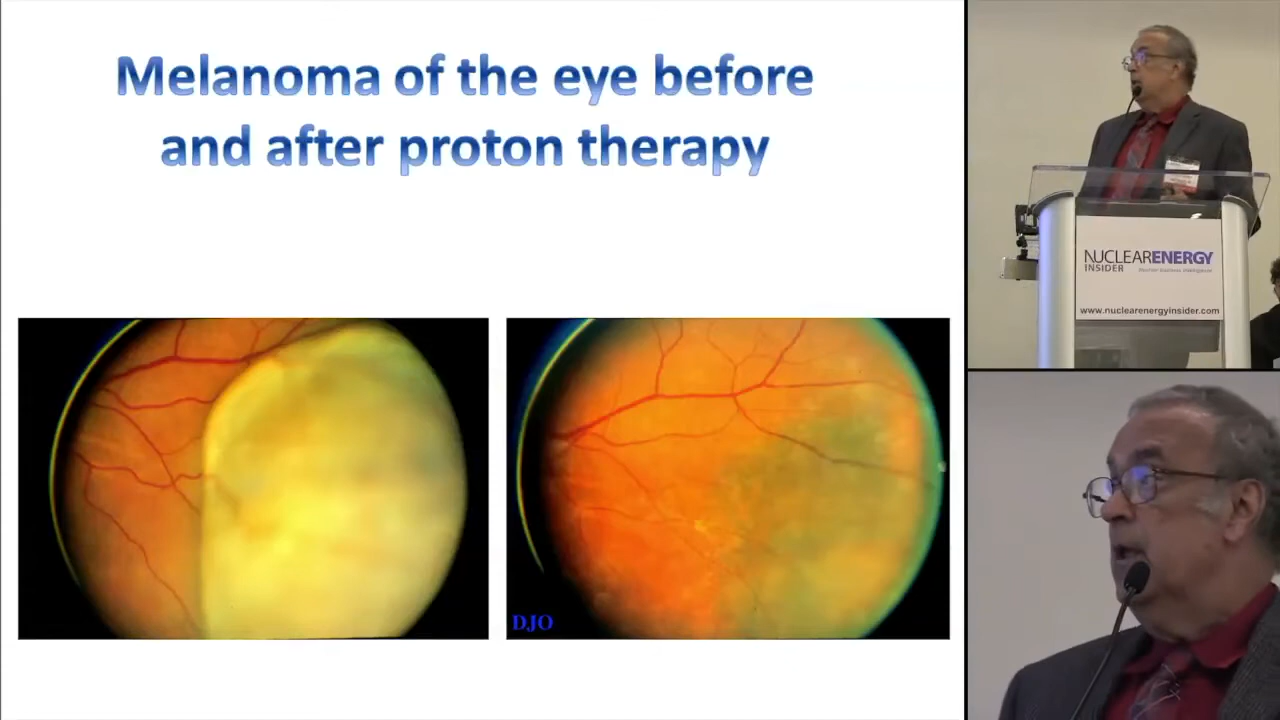 Melanoma of the eye before
and after proton therapy
DJO
NUCLEARENERGY
INSIDER
www.nuclearenergyinsider.com